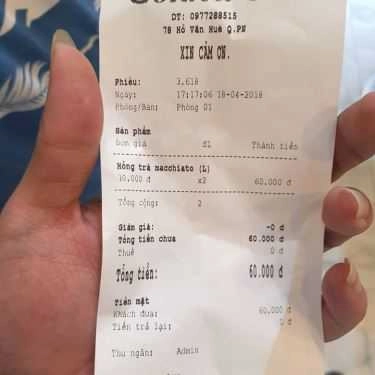 DT: 0977288515
78 Hồ Văn Huê Q.PN
XIN CẢM ƠN.
Phiếu: 3.618
Ngày: 17:17:06 18-04-2018
Phòng/Bàn: Phòng 01
Sản phẩm
Đơn giá sl Thành tiền
Hồng trà macchiato (L)
10.000 đ x2 60.000 đ
Tổng cộng: 2
Giảm giá: -0 đ
Tổng tiền chưa 60.000 đ
Thuế 0 đ
Tổng tiền: 60.000 đ
Tiền mặt
Khách đưa: 60.000 đ
Tiền trả lại: 0 đ
Thu ngân: Admin